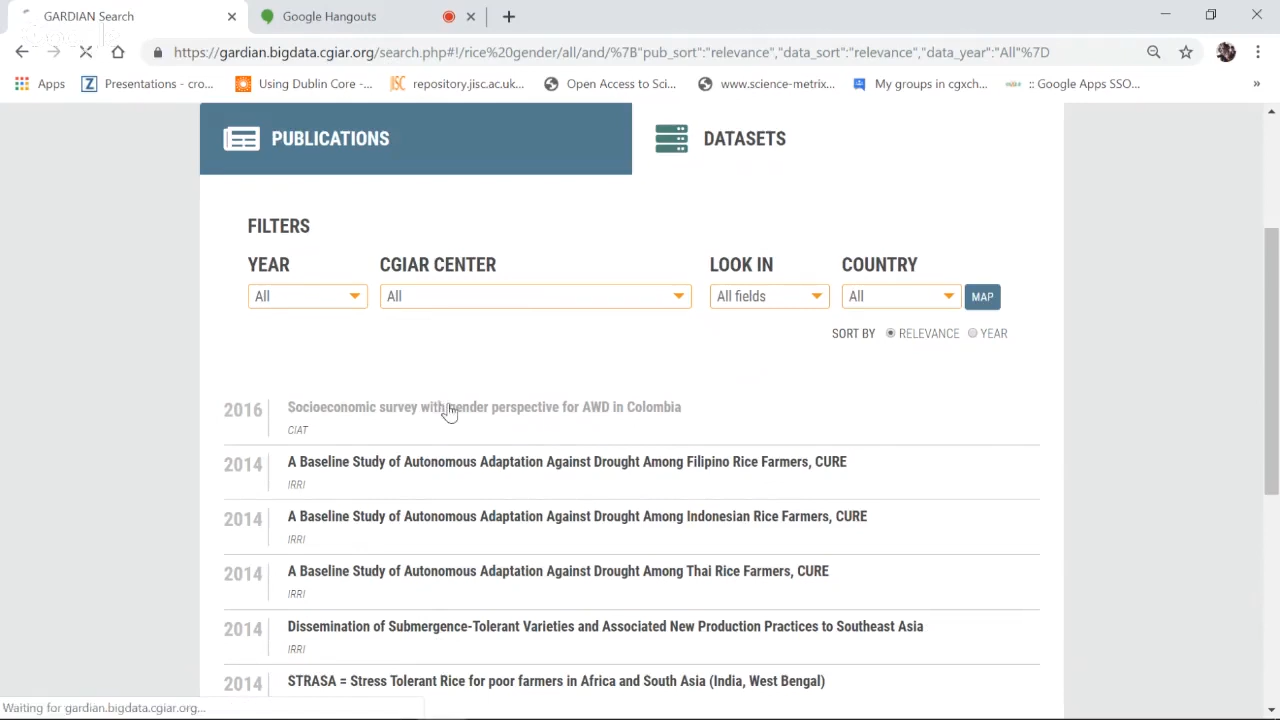 GARDIAN Search
Google Hangouts
https://gardian.bigdata.cgiar.org/search.php#!/rice%20gender/all/and/%7B"pub_sort":"relevance","data_sort":"relevance","data_year":"All"%7D
Apps Presentations - cro... Using Dublin Core -... repository.jisc.ac.uk... Open Access to Sci... www.science-metrix... My groups in cgxch... :: Google Apps SSO... »
PUBLICATIONS
DATASETS
FILTERS
YEAR CGIAR CENTER LOOK IN COUNTRY
All All All fields All MAP
SORT BY RELEVANCE YEAR
2016 Socioeconomic survey with gender perspective for AWD in Colombia
CIAT
2014 A Baseline Study of Autonomous Adaptation Against Drought Among Filipino Rice Farmers, CURE
IRRI
2014 A Baseline Study of Autonomous Adaptation Against Drought Among Indonesian Rice Farmers, CURE
IRRI
2014 A Baseline Study of Autonomous Adaptation Against Drought Among Thai Rice Farmers, CURE
IRRI
2014 Dissemination of Submergence-Tolerant Varieties and Associated New Production Practices to Southeast Asia
IRRI
2014 STRASA = Stress Tolerant Rice for poor farmers in Africa and South Asia (India, West Bengal)
Waiting for gardian.bigdata.cgiar.org...